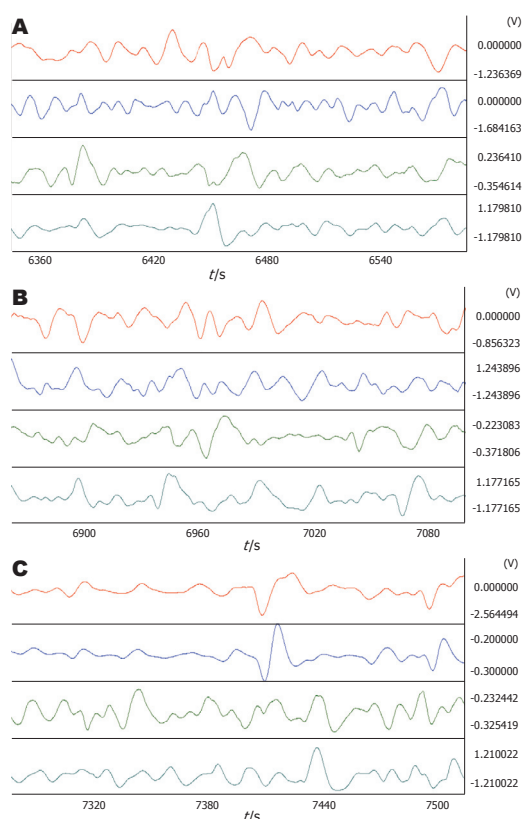 A
(V)
0.000000
-1.236369
0.000000
-1.684163
0.236410
-0.354614
1.179810
-1.179810
6360 6420 6480 6540
t/s
B
(V)
0.000000
-0.856323
1.243896
-1.243896
-0.223083
-0.371806
1.177165
-1.177165
6900 6960 7020 7080
t/s
C
(V)
0.000000
-2.564494
-0.200000
-0.300000
-0.232442
-0.325419
1.210022
-1.210022
7320 7380 7440 7500
t/s